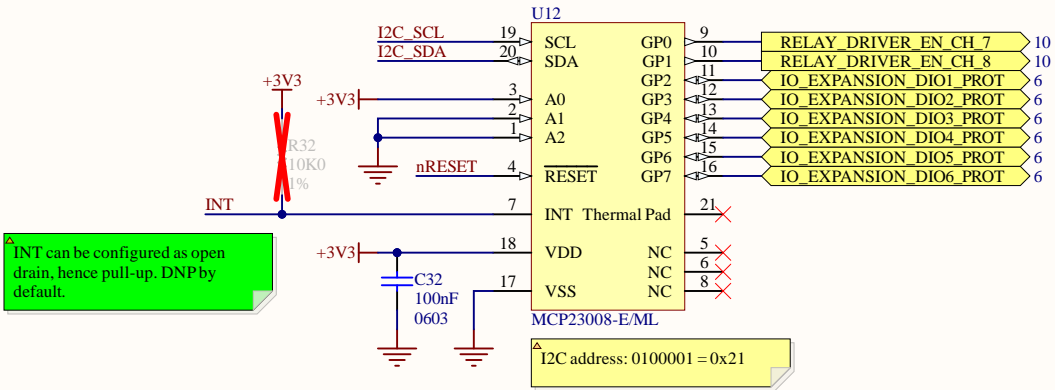 U12
I2C_SCL 19 SCL GP0 9 RELAY_DRIVER_EN_CH_7 10
I2C_SDA 20 SDA GP1 10 RELAY_DRIVER_EN_CH_8 10
GP2 11 IO_EXPANSION_DIO1_PROT 6
+3V3 3 A0 GP3 12 IO_EXPANSION_DIO2_PROT 6
2 A1 GP4 13 IO_EXPANSION_DIO3_PROT 6
1 A2 GP5 14 IO_EXPANSION_DIO4_PROT 6
GP6 15 IO_EXPANSION_DIO5_PROT 6
nRESET 4 RESET GP7 16 IO_EXPANSION_DIO6_PROT 6
+3V3
R32
10K0
1%
INT 7 INT Thermal Pad 21
+3V3 18 VDD NC 5
NC 6
17 VSS NC 8
C32
100nF
0603
MCP23008-E/ML
INT can be configured as open
drain, hence pull-up. DNP by
default.
I2C address: 0100001 = 0x21